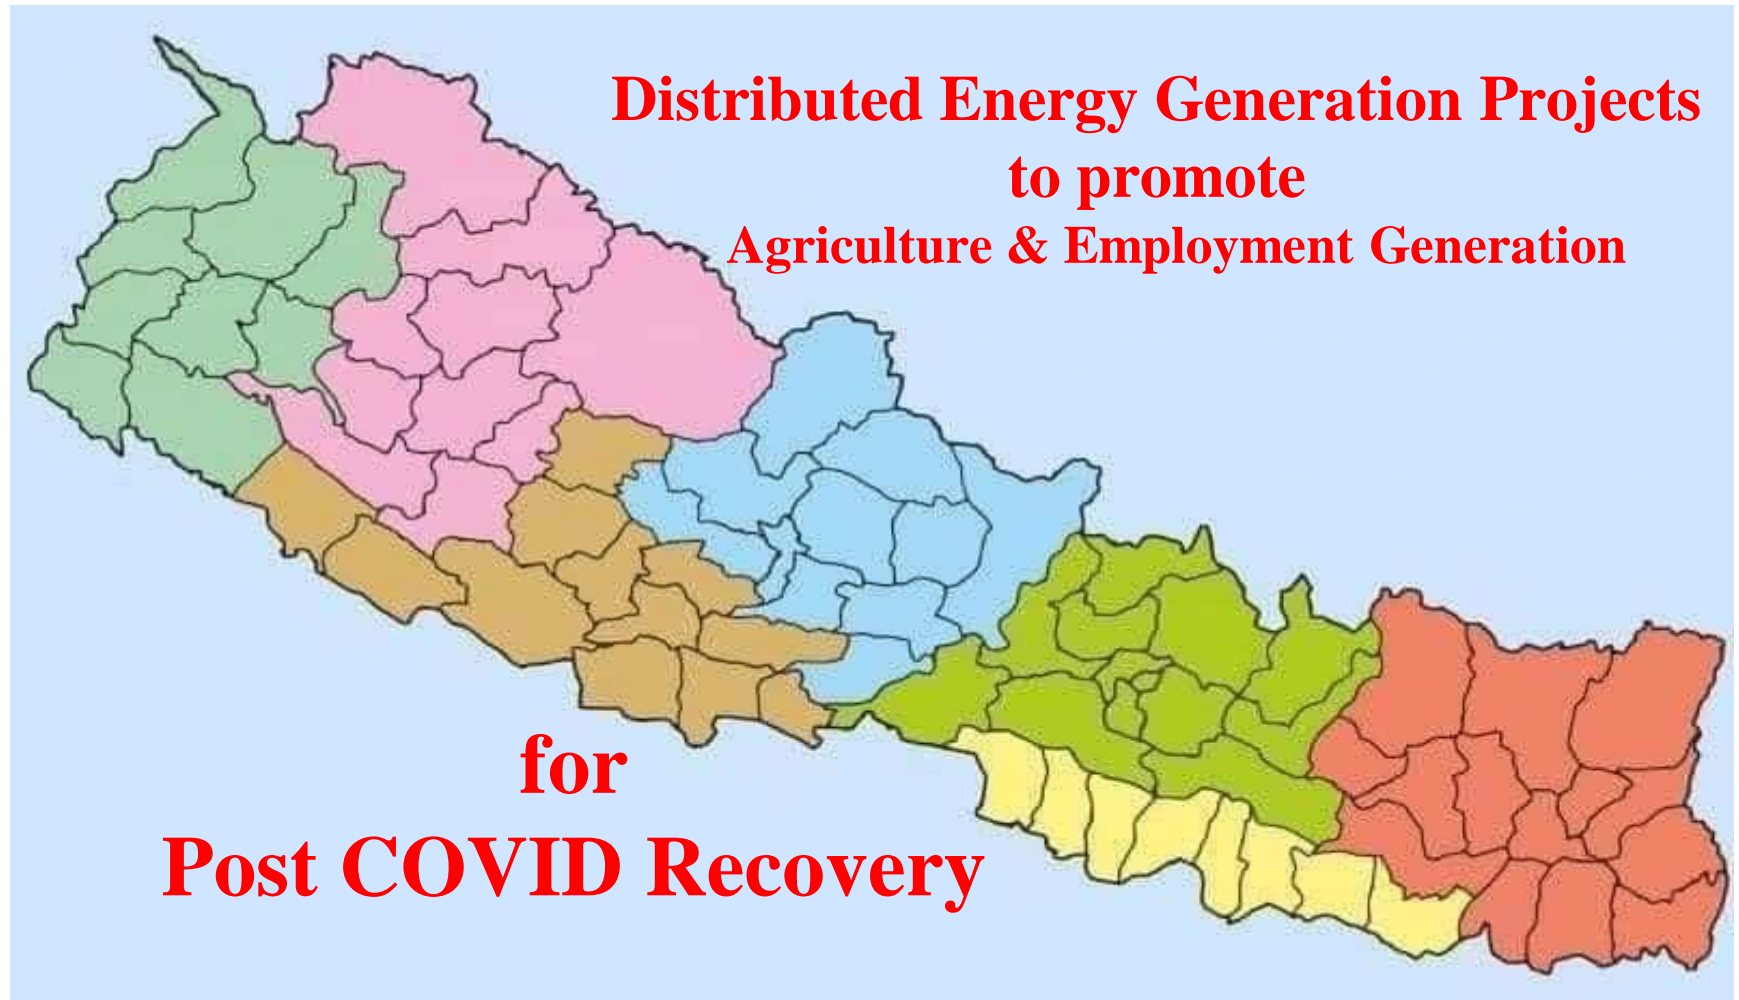 Distributed Energy Generation Projects
to promote
Agriculture & Employment Generation
for
Post COVID Recovery